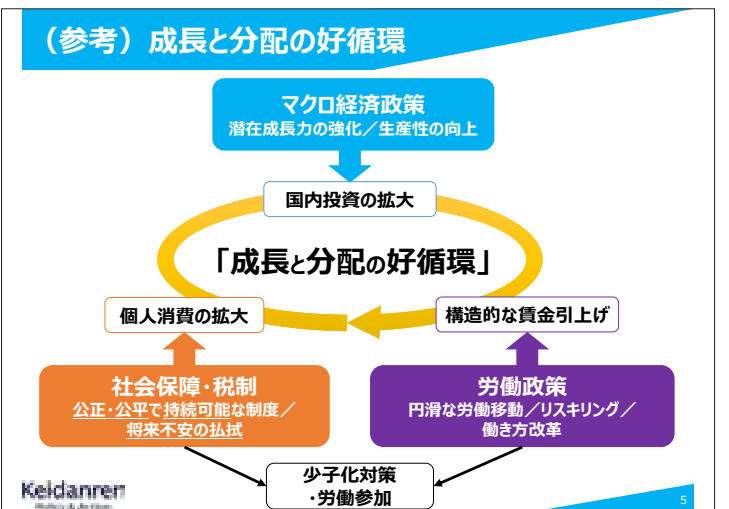 （参考）成長と分配の好循環
マクロ経済政策
潜在成長力の強化／生産性の向上
国内投資の拡大
「成長と分配の好循環」
個人消費の拡大
構造的な賃金引上げ
社会保障・税制
公正・公平で持続可能な制度／
将来不安の払拭
労働政策
円滑な労働移動／リスキリング／
働き方改革
少子化対策
・労働参加
Keidanren
5